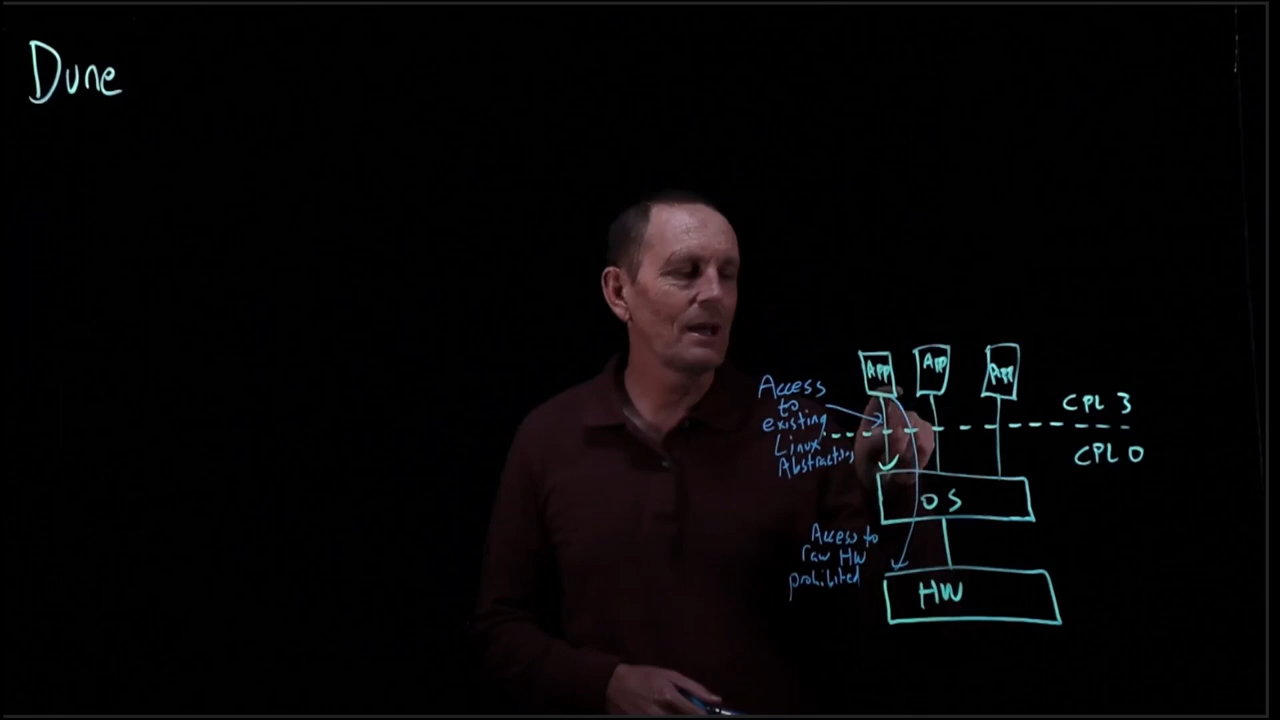 Dune
App App App
CPL 3
CPL 0
Access
to
existing
Linux
Abstractions
OS
Access to
raw HW
prohibited
HW